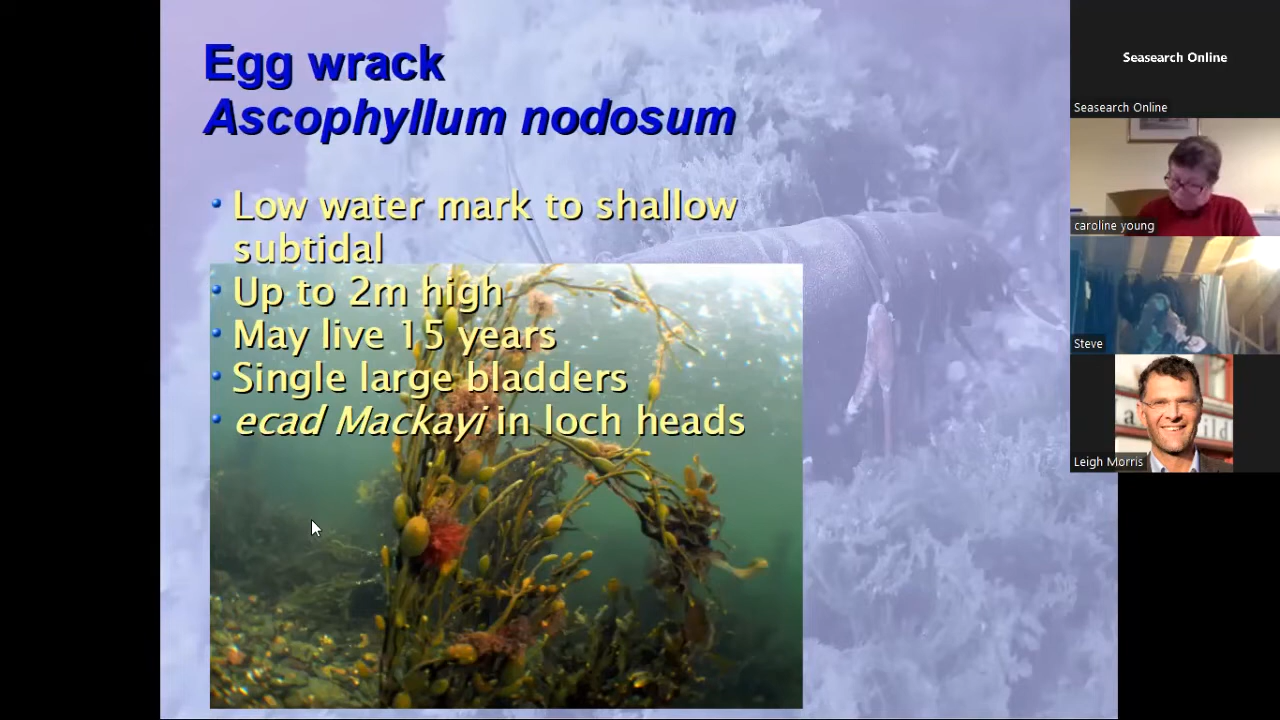 Egg wrack
Ascophyllum nodosum
Low water mark to shallow
subtidal
Up to 2m high
May live 15 years
Single large bladders
ecad Mackayi in loch heads
Seasearch Online
Seasearch Online
caroline young
Steve
Leigh Morris